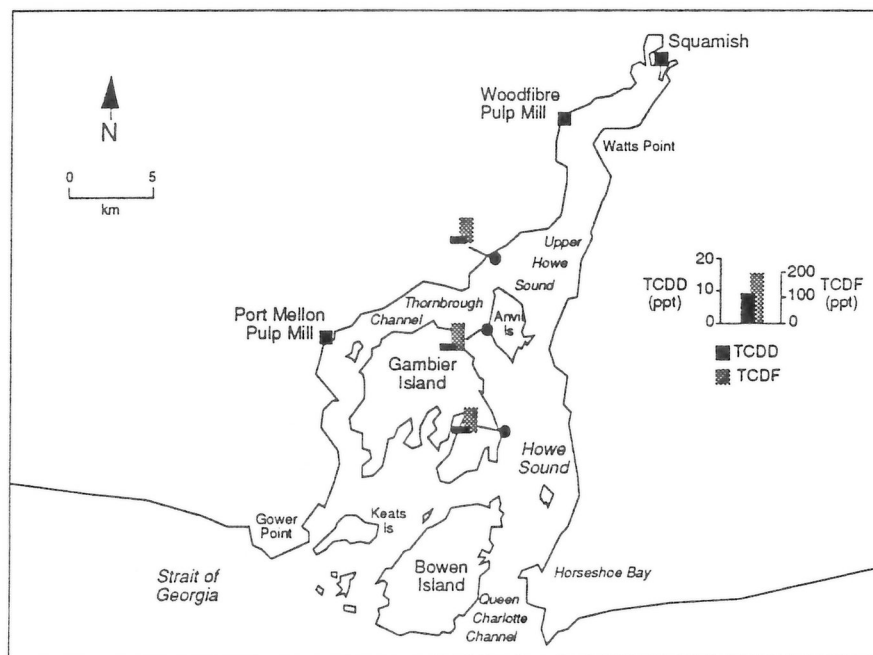 Squamish
Woodfibre
Pulp Mill
N
Watts Point
0 5
km
Upper
Howe
Sound
20 200
TCDD 10 100 TCDF
(ppt) (ppt)
0 0
TCDD
TCDF
Thornbrough
Channel
Anvil
Is
Port Mellon
Pulp Mill
Gambier
Island
Howe
Sound
Keats
is
Gower
Point
Strait of
Georgia
Bowen
Island
Horseshoe Bay
Queen
Charlotte
Channel